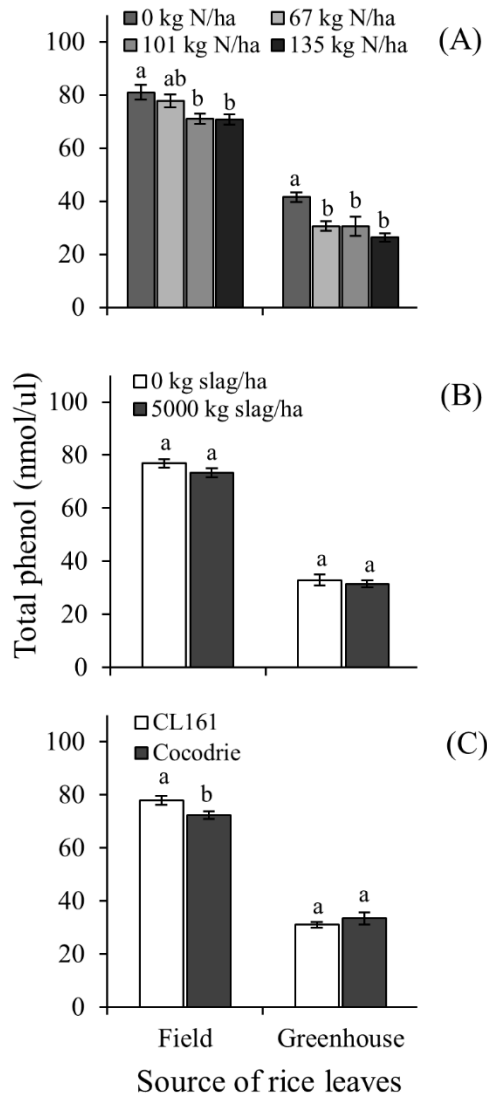 0 kg N/ha 67 kg N/ha
101 kg N/ha 135 kg N/ha
(A)
100
80
60
40
20
0
a ab b b
a b b b
0 kg slag/ha
5000 kg slag/ha
(B)
100
80
60
40
20
0
a a
a a
Total phenol (nmol/ul)
CL161
Cocodrie
(C)
100
80
60
40
20
0
a b
a a
Field Greenhouse
Source of rice leaves